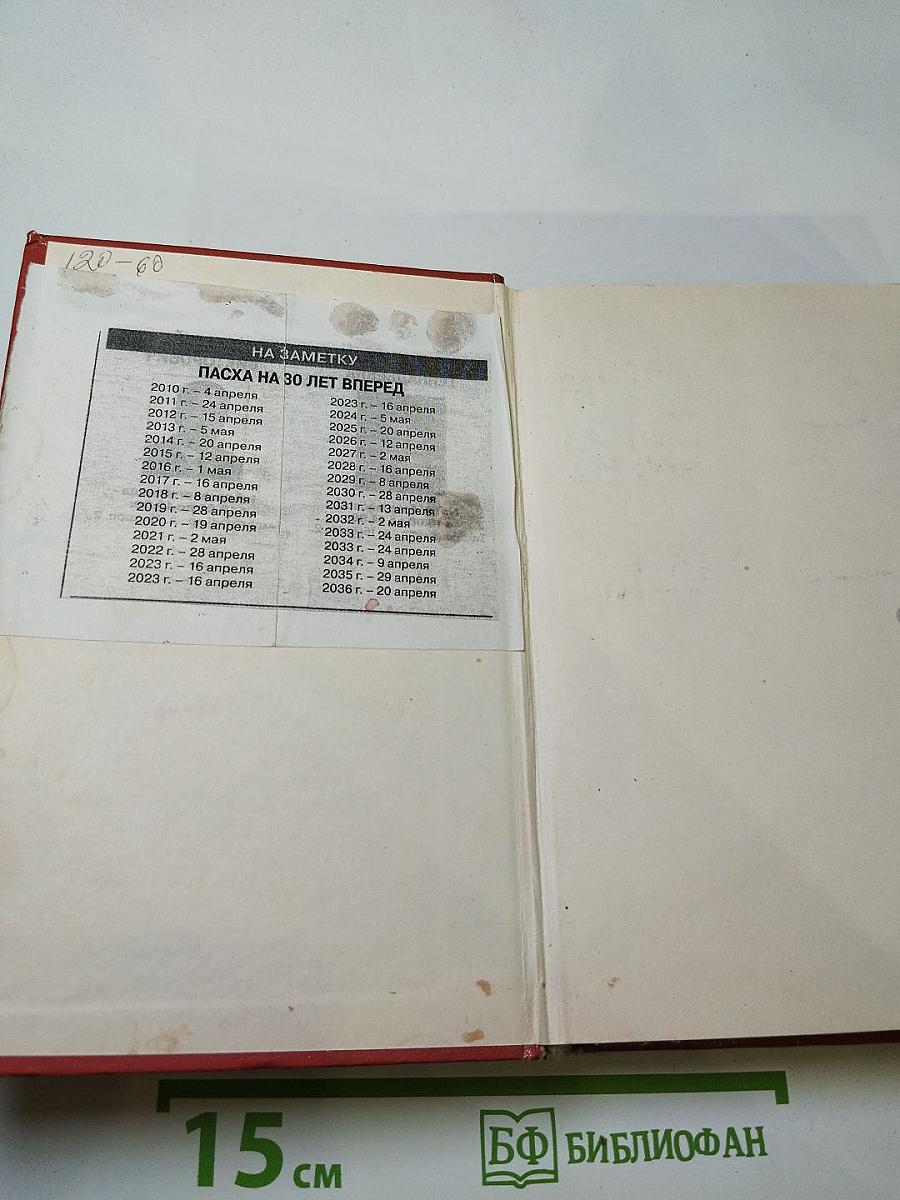 120-60
НА ЗАМЕТКУ
ПАСХА НА 30 ЛЕТ ВПЕРЕД
2010 г. – 4 апреля
2011 г. – 24 апреля
2012 г. – 15 апреля
2013 г. – 5 мая
2014 г. – 20 апреля
2015 г. – 12 апреля
2016 г. – 1 мая
2017 г. – 16 апреля
2018 г. – 8 апреля
2019 г. – 28 апреля
2020 г. – 19 апреля
2021 г. – 2 мая
2022 г. – 28 апреля
2023 г. – 16 апреля
2023 г. – 16 апреля
2023 г. – 16 апреля
2024 г. – 5 мая
2025 г. – 20 апреля
2026 г. – 12 апреля
2027 г. – 2 мая
2028 г. – 16 апреля
2029 г. – 8 апреля
2030 г. – 28 апреля
2031 г. – 13 апреля
2032 г. – 2 мая
2033 г. – 24 апреля
2033 г. – 24 апреля
2034 г. – 9 апреля
2035 г. – 29 апреля
2036 г. – 20 апреля
15 см
БФ БИБЛИОФАН